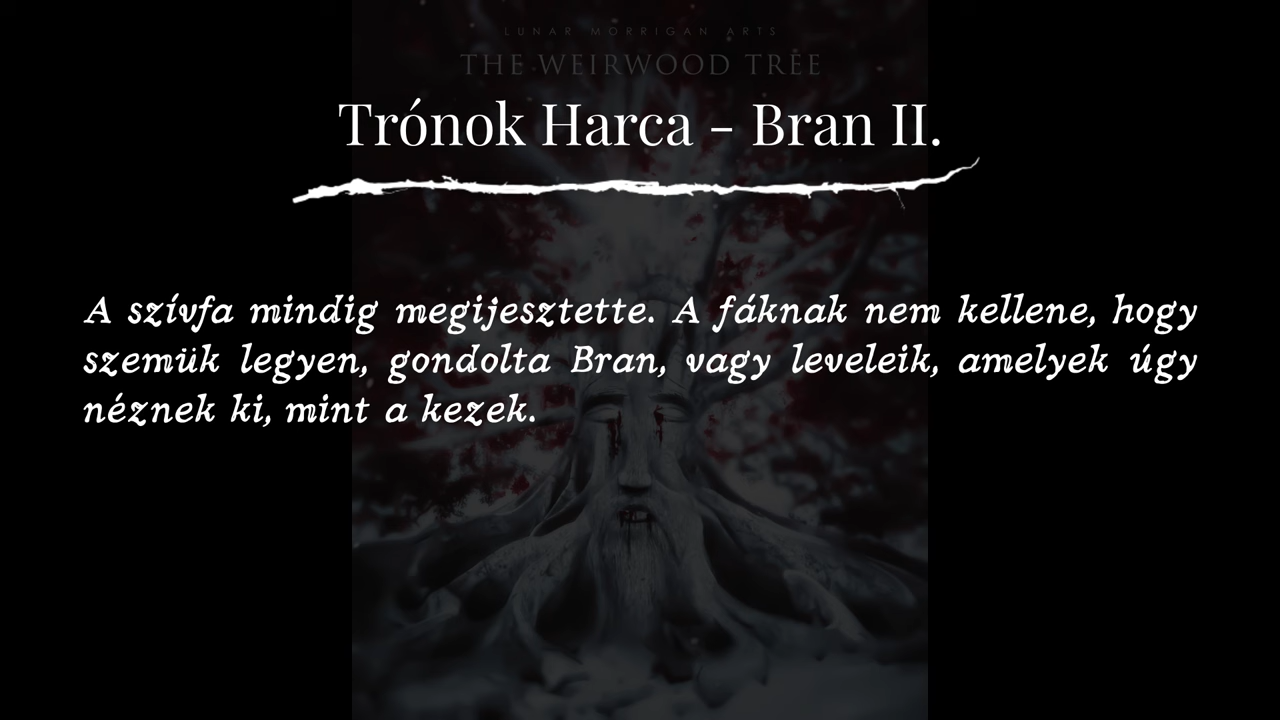 LUNAR MORRIGAN ARTS
THE WEIRWOOD TREE
Trónok Harca - Bran II.
A szívfa mindig megijesztette. A fáknak nem kellene, hogy
szemük legyen, gondolta Bran, vagy leveleik, amelyek úgy
néznek ki, mint a kezek.